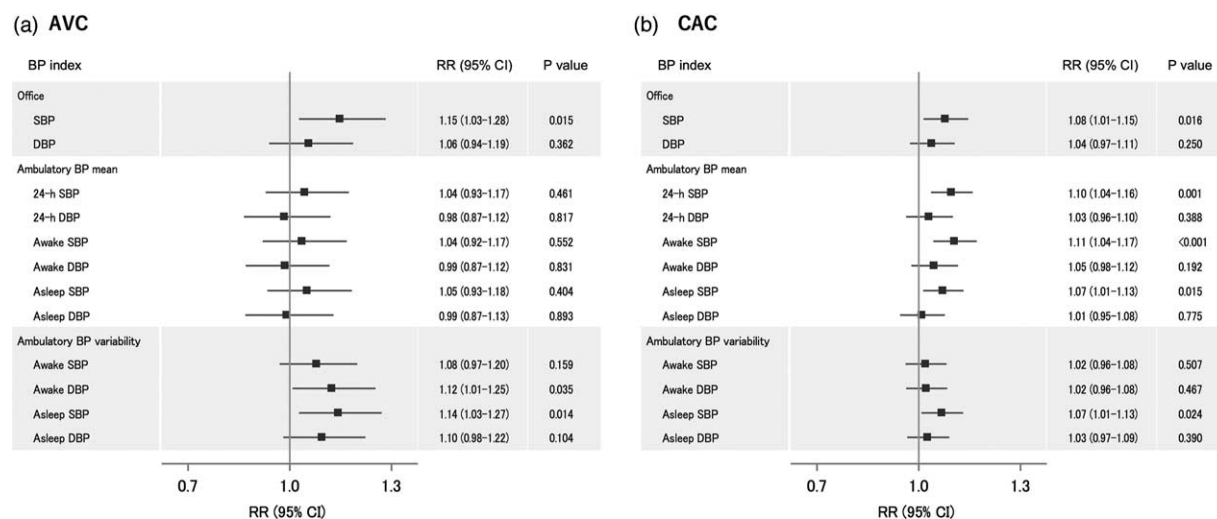 (a) AVC
BP index RR (95% CI) P value
Office
SBP 1.15 (1.03-1.28) 0.015
DBP 1.06 (0.94-1.19) 0.362
Ambulatory BP mean
24-h SBP 1.04 (0.93-1.17) 0.461
24-h DBP 0.98 (0.87-1.12) 0.817
Awake SBP 1.04 (0.92-1.17) 0.552
Awake DBP 0.99 (0.87-1.12) 0.831
Asleep SBP 1.05 (0.93-1.18) 0.404
Asleep DBP 0.99 (0.87-1.13) 0.893
Ambulatory BP variability
Awake SBP 1.08 (0.97-1.20) 0.159
Awake DBP 1.12 (1.01-1.25) 0.035
Asleep SBP 1.14 (1.03-1.27) 0.014
Asleep DBP 1.10 (0.98-1.22) 0.104
0.7 1.0 1.3
RR (95% CI)
(b) CAC
BP index RR (95% CI) P value
Office
SBP 1.08 (1.01-1.15) 0.016
DBP 1.04 (0.97-1.11) 0.250
Ambulatory BP mean
24-h SBP 1.10 (1.04-1.16) 0.001
24-h DBP 1.03 (0.96-1.10) 0.388
Awake SBP 1.11 (1.04-1.17) <0.001
Awake DBP 1.05 (0.98-1.12) 0.192
Asleep SBP 1.07 (1.01-1.13) 0.015
Asleep DBP 1.01 (0.95-1.08) 0.775
Ambulatory BP variability
Awake SBP 1.02 (0.96-1.08) 0.507
Awake DBP 1.02 (0.96-1.08) 0.467
Asleep SBP 1.07 (1.01-1.13) 0.024
Asleep DBP 1.03 (0.97-1.09) 0.390
0.7 1.0 1.3
RR (95% CI)